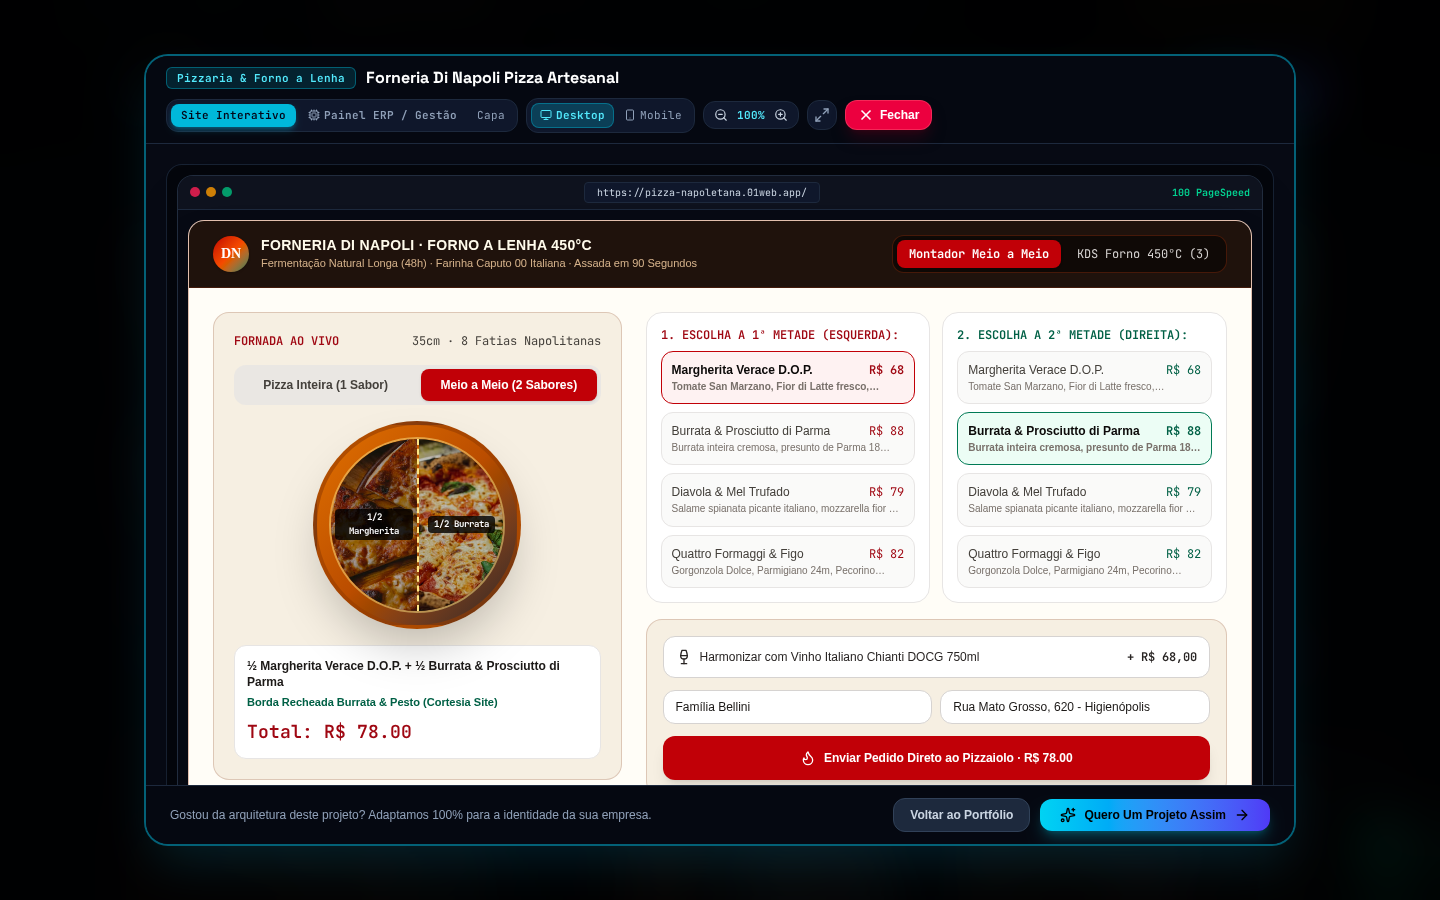 Pizzaria & Forno a Lenha
Forneria Di Napoli Pizza Artesanal
Site Interativo
Painel ERP / Gestão
Capa
Desktop
Mobile
100%
Fechar
https://pizza-napoletana.01web.app/
100 PageSpeed
DN
FORNERIA DI NAPOLI · FORNO A LENHA 450°C
Fermentação Natural Longa (48h) · Farinha Caputo 00 Italiana · Assada em 90 Segundos
Montador Meio a Meio
KDS Forno 450°C (3)
FORNADA AO VIVO
35cm · 8 Fatias Napolitanas
Pizza Inteira (1 Sabor)
Meio a Meio (2 Sabores)
1/2
Margherita
1/2 Burrata
½ Margherita Verace D.O.P. + ½ Burrata & Prosciutto di
Parma
Borda Recheada Burrata & Pesto (Cortesia Site)
Total: R$ 78.00
1. ESCOLHA A 1ª METADE (ESQUERDA):
Margherita Verace D.O.P. R$ 68
Tomate San Marzano, Fior di Latte fresco,...
Burrata & Prosciutto di Parma R$ 88
Burrata inteira cremosa, presunto de Parma 18...
Diavola & Mel Trufado R$ 79
Salame spianata picante italiano, mozzarella fior ...
Quattro Formaggi & Figo R$ 82
Gorgonzola Dolce, Parmigiano 24m, Pecorino...
2. ESCOLHA A 2ª METADE (DIREITA):
Margherita Verace D.O.P. R$ 68
Tomate San Marzano, Fior di Latte fresco,...
Burrata & Prosciutto di Parma R$ 88
Burrata inteira cremosa, presunto de Parma 18...
Diavola & Mel Trufado R$ 79
Salame spianata picante italiano, mozzarella fior ...
Quattro Formaggi & Figo R$ 82
Gorgonzola Dolce, Parmigiano 24m, Pecorino...
Harmonizar com Vinho Italiano Chianti DOCG 750ml + R$ 68,00
Família Bellini
Rua Mato Grosso, 620 - Higienópolis
Enviar Pedido Direto ao Pizzaiolo · R$ 78.00
Gostou da arquitetura deste projeto? Adaptamos 100% para a identidade da sua empresa.
Voltar ao Portfólio
Quero Um Projeto Assim